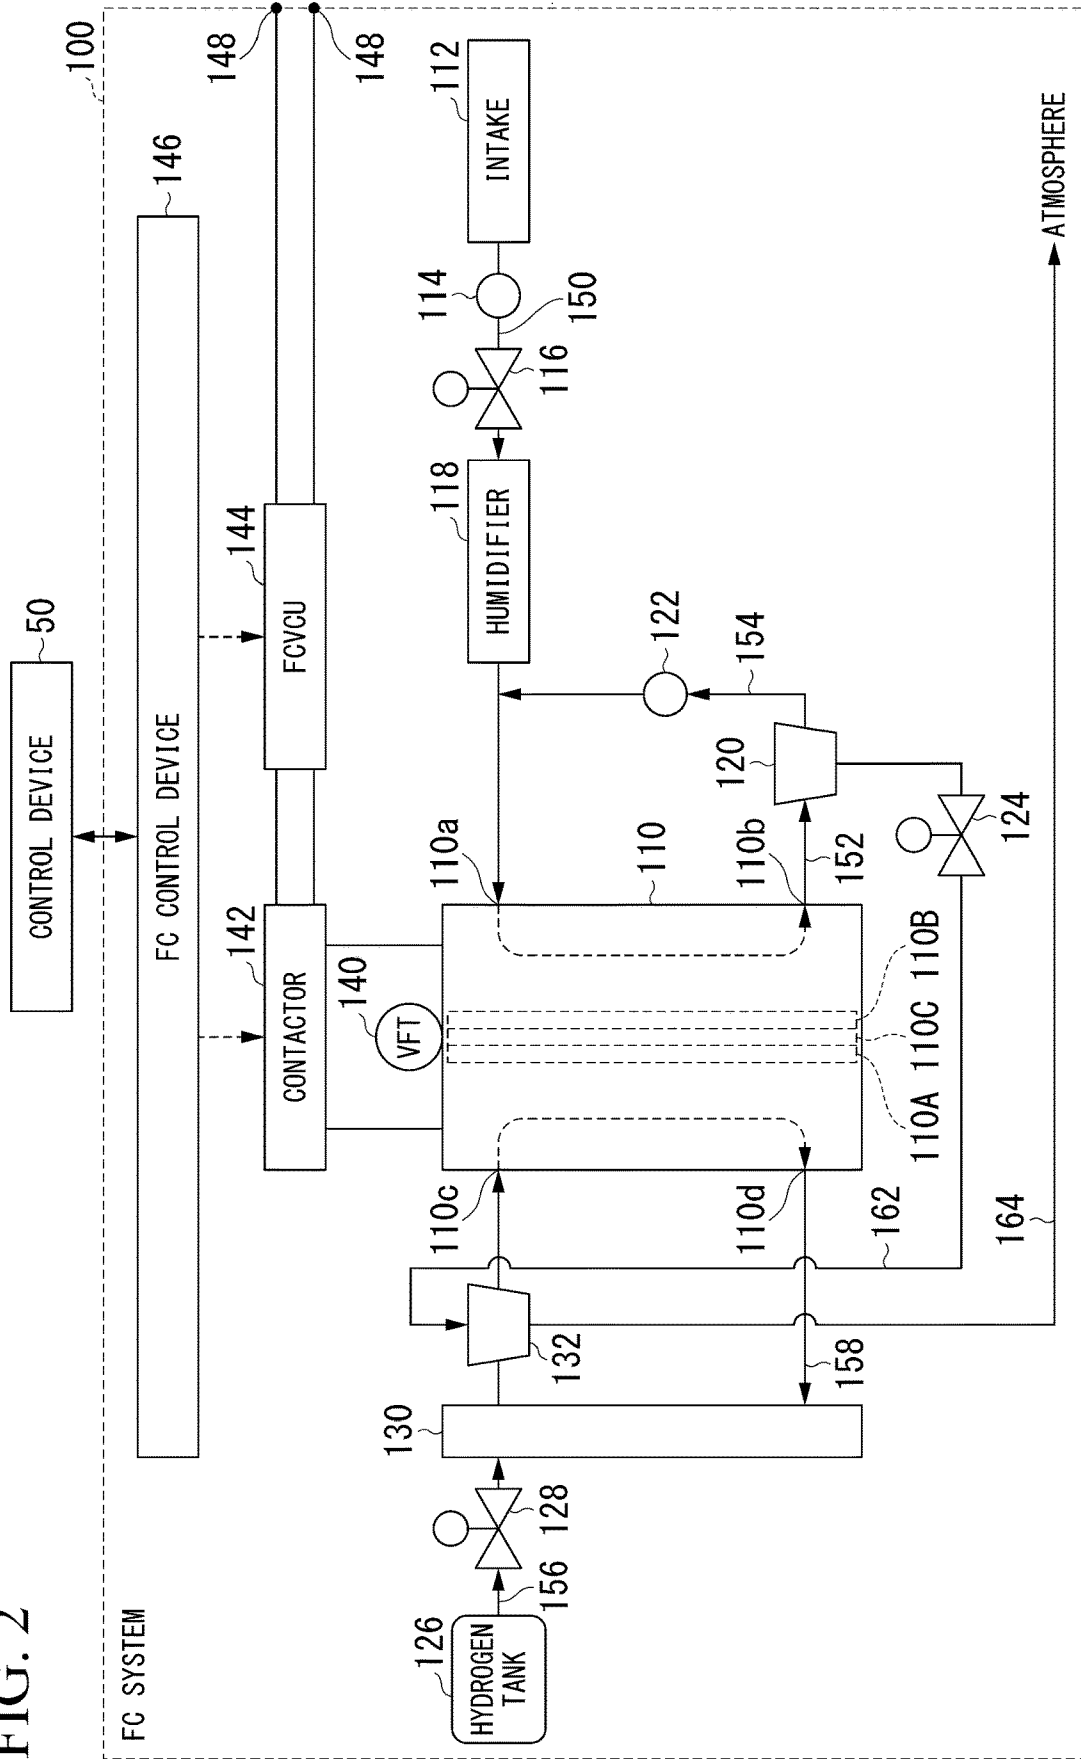 FIG. 2
50
CONTROL DEVICE
100
FC SYSTEM
146
FC CONTROL DEVICE
142
CONTACTOR
144
FCVCU
148
148
140
VFT
126
HYDROGEN
TANK
156
128
130
132
110c
110a
118
HUMIDIFIER
116
150
114
112
INTAKE
110
122
154
120
110d
110b
152
158
110A
110C
110B
124
162
164
ATMOSPHERE